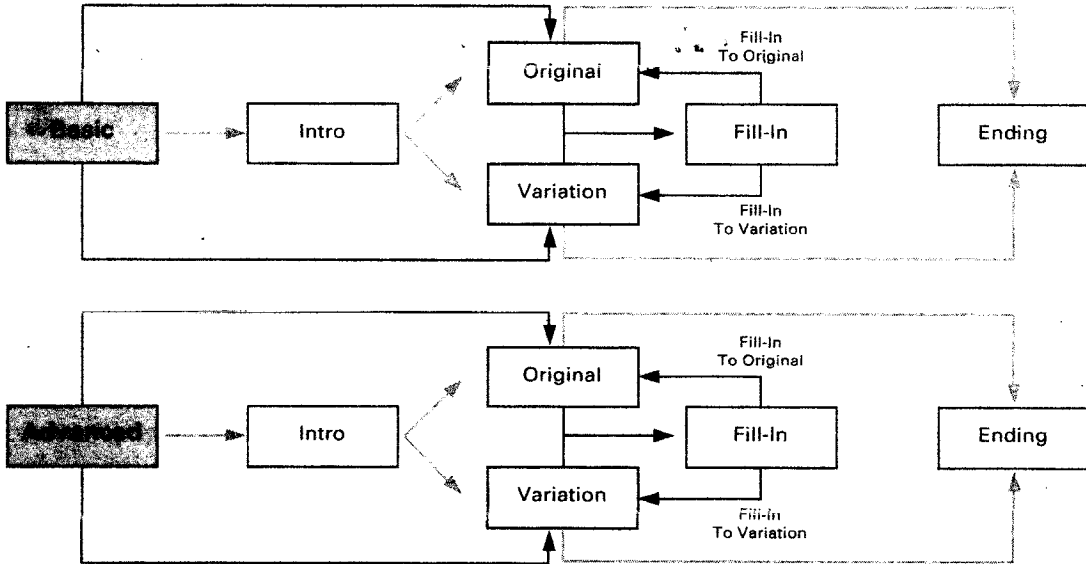 Fill-In
To Original
Original
Basic
Intro
Fill-In
Ending
Variation
Fill-In
To Variation
Fill-In
To Original
Original
Advanced
Intro
Fill-In
Ending
Variation
Fill-In
To Variation